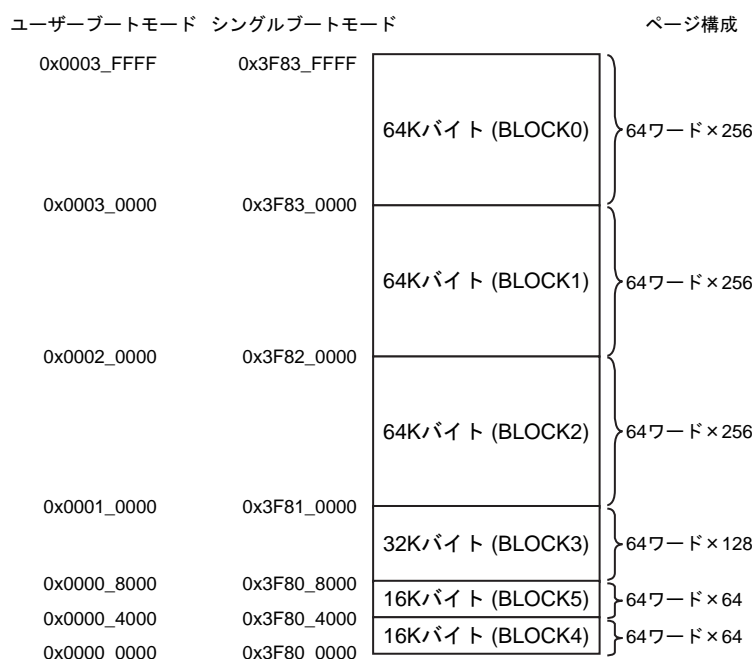 ユーザーブートモード シングルブートモード ページ構成
0x0003_FFFF 0x3F83_FFFF
64Kバイト (BLOCK0) 64ワード×256
0x0003_0000 0x3F83_0000
64Kバイト (BLOCK1) 64ワード×256
0x0002_0000 0x3F82_0000
64Kバイト (BLOCK2) 64ワード×256
0x0001_0000 0x3F81_0000
32Kバイト (BLOCK3) 64ワード×128
0x0000_8000 0x3F80_8000
16Kバイト (BLOCK5) 64ワード×64
0x0000_4000 0x3F80_4000
16Kバイト (BLOCK4) 64ワード×64
0x0000_0000 0x3F80_0000